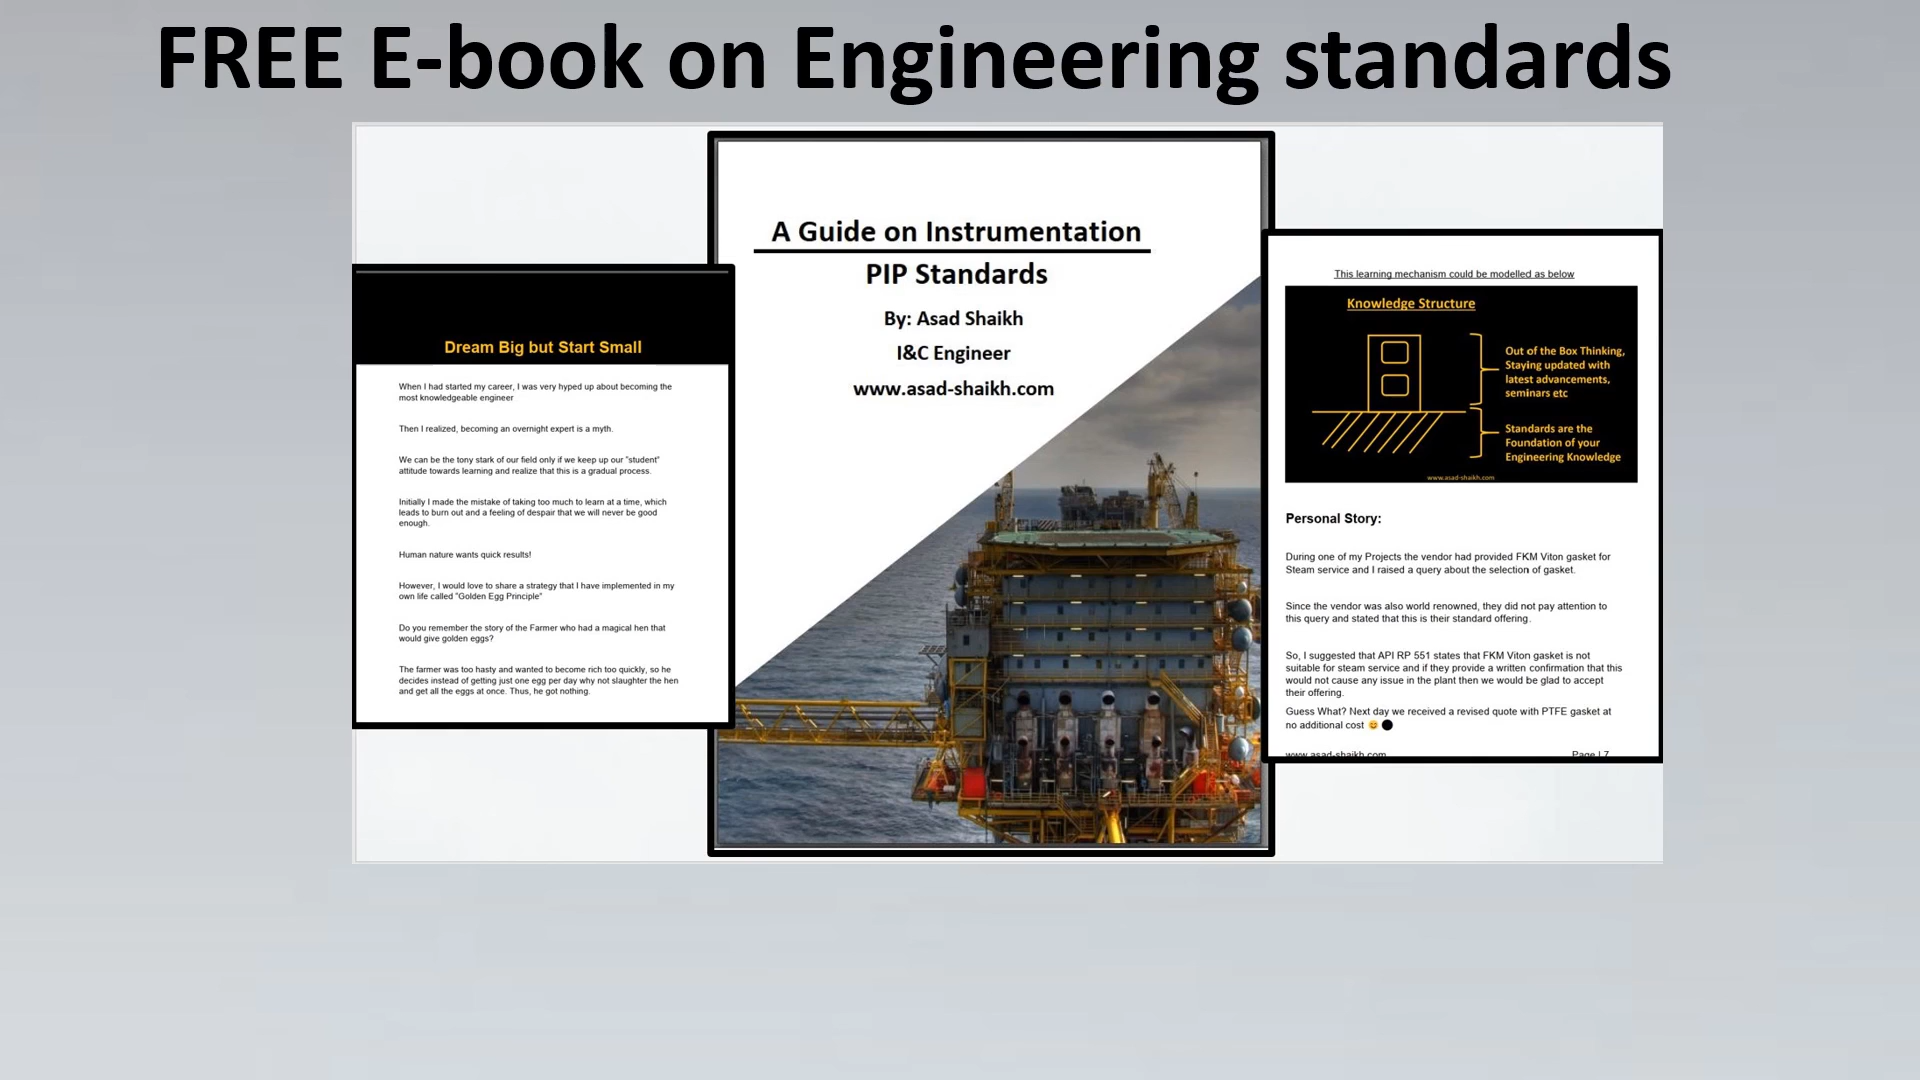 FREE E-book on Engineering standards
Dream Big but Start Small
When I had started my career, I was very hyped up about becoming the
most knowledgeable engineer
Then I realized, becoming an overnight expert is a myth.
We can be the tony stark of our field only if we keep up our "student"
attitude towards learning and realize that this is a gradual process.
Initially I made the mistake of taking too much to learn at a time, which
leads to burn out and a feeling of despair that we will never be good
enough.
Human nature wants quick results!
However, I would love to share a strategy that I have implemented in my
own life called "Golden Egg Principle"
Do you remember the story of the Farmer who had a magical hen that
would give golden eggs?
The farmer was too hasty and wanted to become rich too quickly, so he
decides instead of getting just one egg per day why not slaughter the hen
and get all the eggs at once. Thus, he got nothing.
A Guide on Instrumentation
PIP Standards
By: Asad Shaikh
I&C Engineer
www.asad-shaikh.com
This learning mechanism could be modelled as below
Knowledge Structure
Out of the Box Thinking,
Staying updated with
latest advancements,
seminars etc
Standards are the
Foundation of your
Engineering Knowledge
www.asad-shaikh.com
Personal Story:
During one of my Projects the vendor had provided FKM Viton gasket for
Steam service and I raised a query about the selection of gasket.
Since the vendor was also world renowned, they did not pay attention to
this query and stated that this is their standard offering.
So, I suggested that API RP 551 states that FKM Viton gasket is not
suitable for steam service and if they provide a written confirmation that this
would not cause any issue in the plant then we would be glad to accept
their offering.
Guess What? Next day we received a revised quote with PTFE gasket at
no additional cost 😄
www.asad-shaikh.com Page | 7